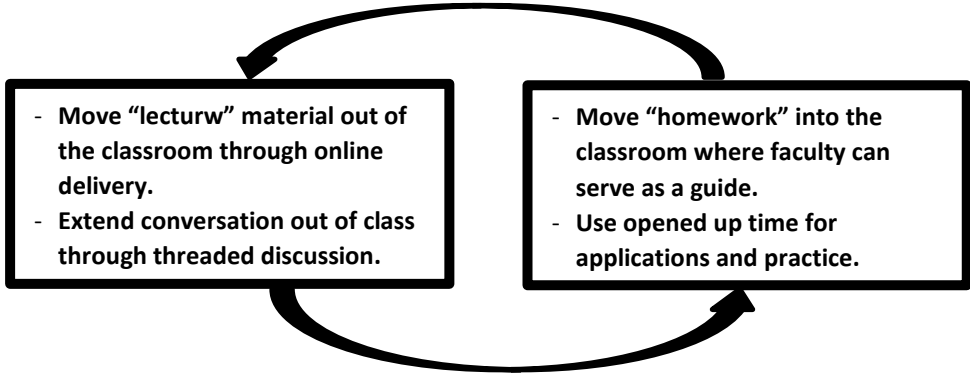 - Move “lecturw” material out of
the classroom through online
delivery.
- Extend conversation out of class
through threaded discussion.
- Move “homework” into the
classroom where faculty can
serve as a guide.
- Use opened up time for
applications and practice.